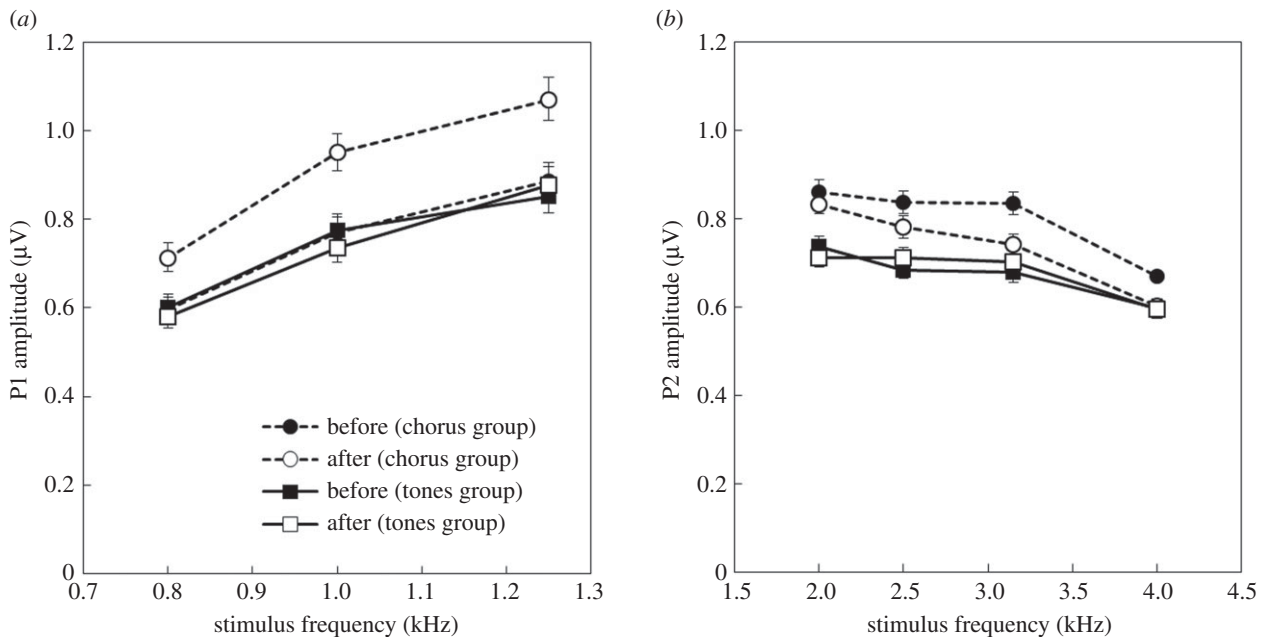 (a)
1.2
1.0
0.8
0.6
0.4
0.2
0
P1 amplitude (µV)
before (chorus group)
after (chorus group)
before (tones group)
after (tones group)
0.7 0.8 0.9 1.0 1.1 1.2 1.3
stimulus frequency (kHz)
(b)
1.2
1.0
0.8
0.6
0.4
0.2
0
P2 amplitude (µV)
1.5 2.0 2.5 3.0 3.5 4.0 4.5
stimulus frequency (kHz)